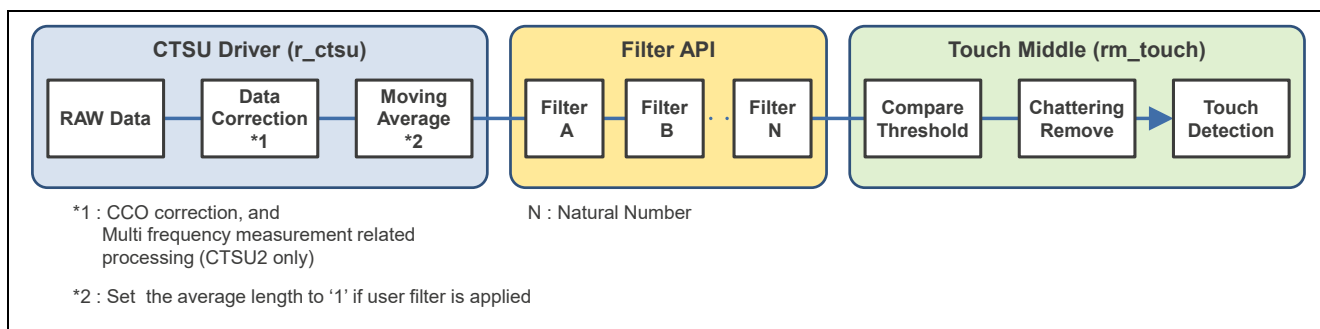 CTSU Driver (r_ctsu)
RAW Data
Data
Correction
*1
Moving
Average
*2
Filter API
Filter
A
Filter
B
· ·
Filter
N
Touch Middle (rm_touch)
Compare
Threshold
Chattering
Remove
Touch
Detection
*1 : CCO correction, and
Multi frequency measurement related
processing (CTSU2 only)
*2 : Set the average length to ‘1’ if user filter is applied
N : Natural Number